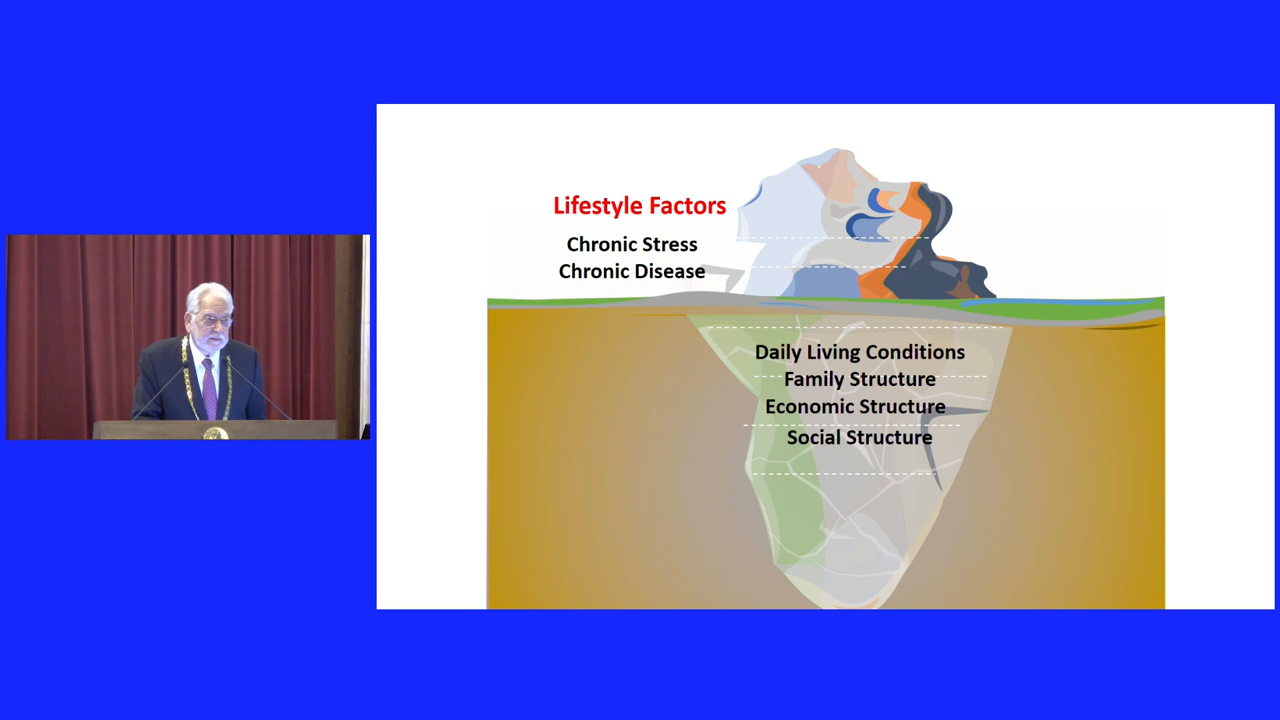 Lifestyle Factors
Chronic Stress
Chronic Disease
Daily Living Conditions
Family Structure
Economic Structure
Social Structure